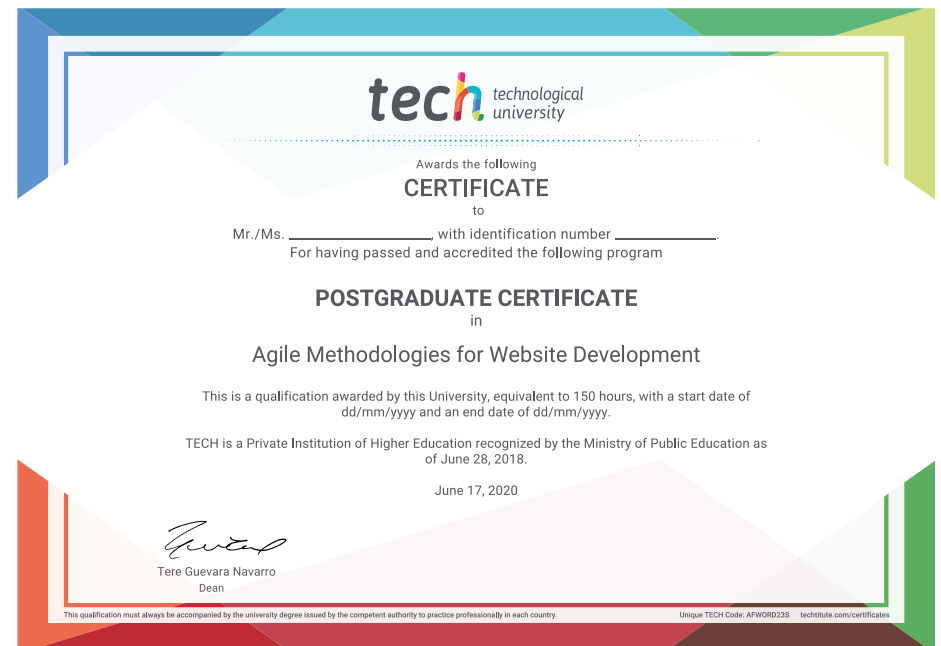 tech technological
university
Awards the following
CERTIFICATE
to
Mr./Ms. ____________________, with identification number ______________.
For having passed and accredited the following program
POSTGRADUATE CERTIFICATE
in
Agile Methodologies for Website Development
This is a qualification awarded by this University, equivalent to 150 hours, with a start date of
dd/mm/yyyy and an end date of dd/mm/yyyy.
TECH is a Private Institution of Higher Education recognized by the Ministry of Public Education as
of June 28, 2018.
June 17, 2020
Tere Guevara Navarro
Dean
This qualification must always be accompanied by the university degree issued by the competent authority to practice professionally in each country.
Unique TECH Code: AFWORD23S techtitute.com/certificates